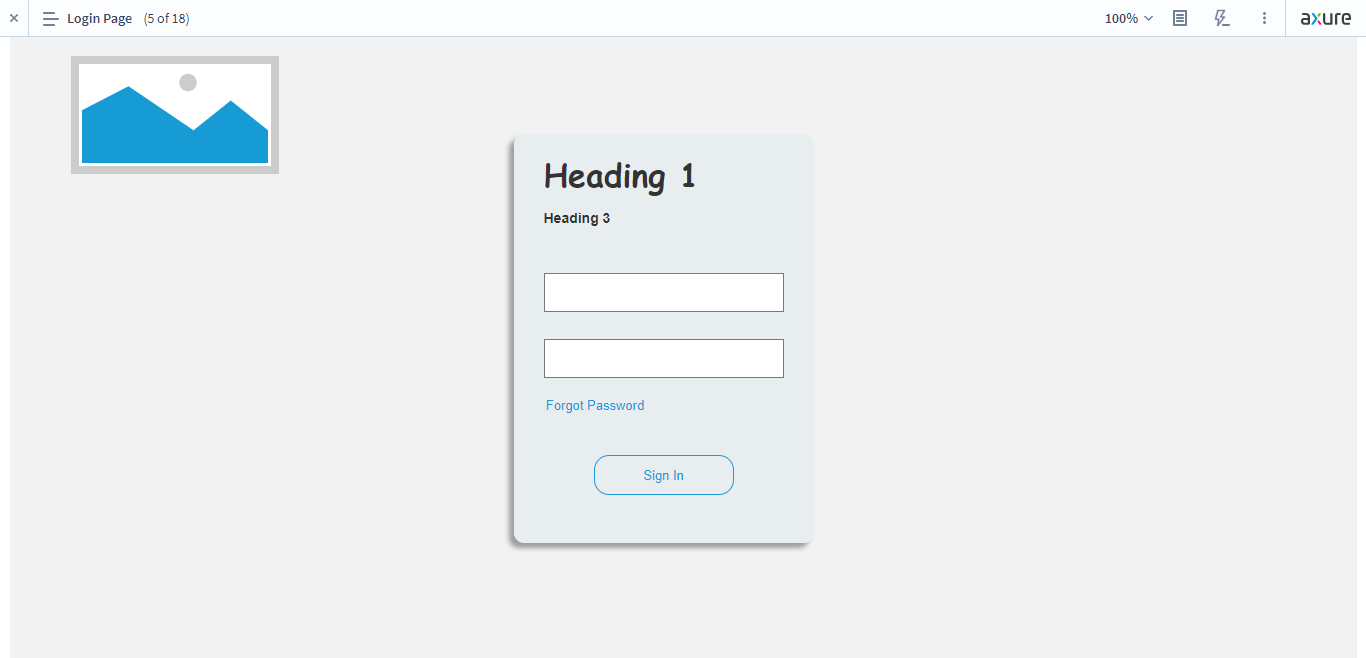 Login Page (5 of 18)
100%
axure
Heading 1
Heading 3
Forgot Password
Sign In